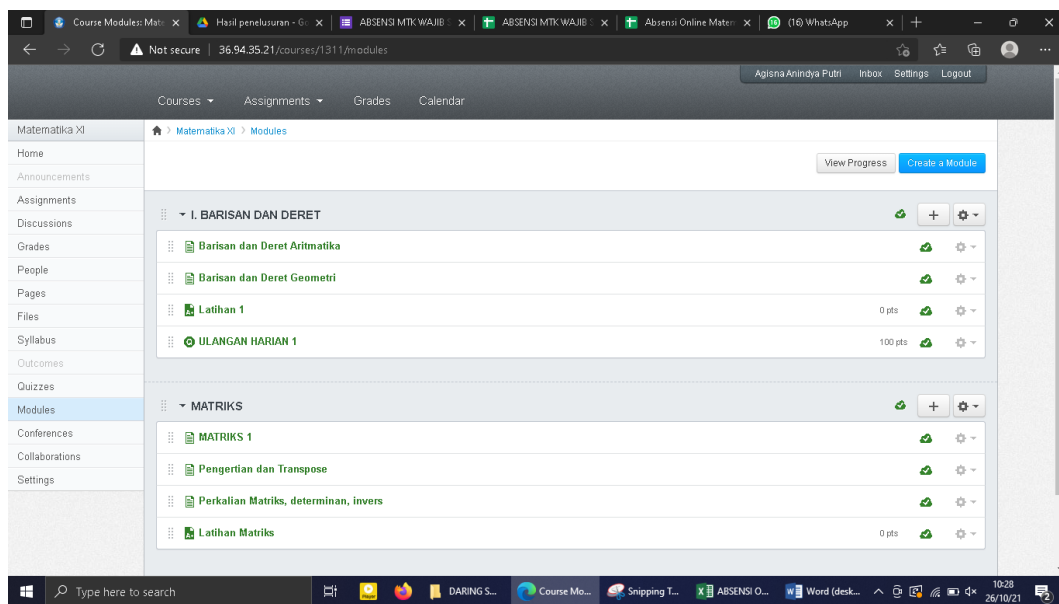 Course Modules: Mate
Hasil penelusuran - Go
ABSENSI MTK WAJIB S
ABSENSI MTK WAJIB S
Absensi Online Mater
(16) WhatsApp
Not secure | 36.94.35.21/courses/1311/modules
Agisna Anindya Putri Inbox Settings Logout
Courses Assignments Grades Calendar
Matematika XI
Matematika XI > Modules
Home
Announcements
Assignments
Discussions
Grades
People
Pages
Files
Syllabus
Outcomes
Quizzes
Modules
Conferences
Collaborations
Settings
View Progress Create a Module
I. BARISAN DAN DERET
Barisan dan Deret Aritmatika
Barisan dan Deret Geometri
Latihan 1 0 pts
ULANGAN HARIAN 1 100 pts
MATRIKS
MATRIKS 1
Pengertian dan Transpose
Perkalian Matriks, determinan, invers
Latihan Matriks 0 pts
Type here to search
DARING S...
Course Mo...
Snipping T...
ABSENSI O...
Word (desk...
10:28
26/10/21